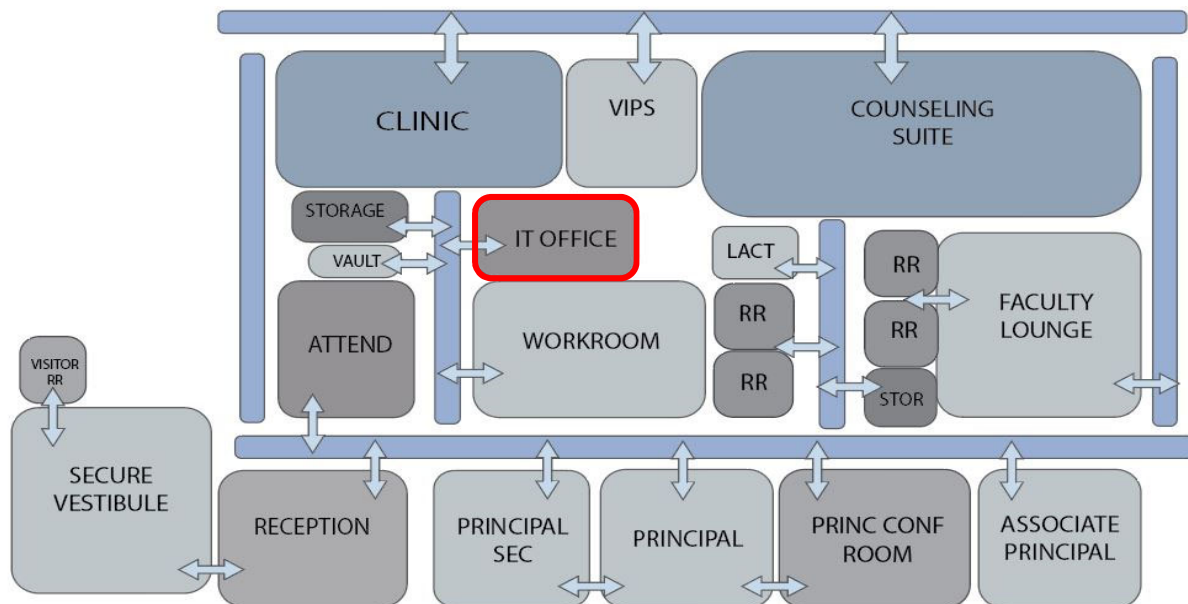 CLINIC
VIPS
COUNSELING
SUITE
STORAGE
IT OFFICE
VAULT
LACT
RR
FACULTY
LOUNGE
ATTEND
WORKROOM
RR
RR
RR
STOR
VISITOR
RR
SECURE
VESTIBULE
RECEPTION
PRINCIPAL
SEC
PRINCIPAL
PRINC CONF
ROOM
ASSOCIATE
PRINCIPAL